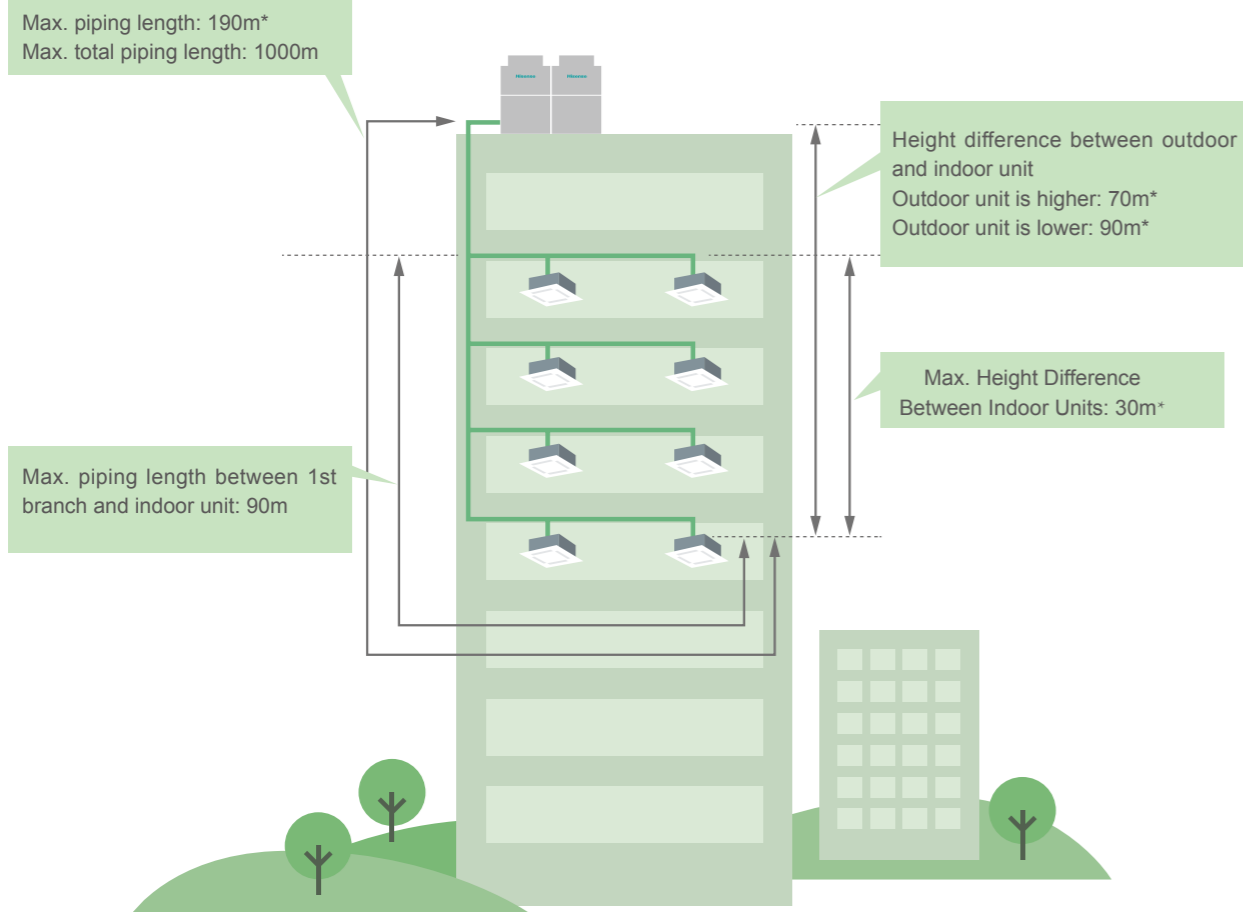 Max. piping length: 190m*
Max. total piping length: 1000m
Hisense
Hisense
Height difference between outdoor
and indoor unit
Outdoor unit is higher: 70m*
Outdoor unit is lower: 90m*
Max. Height Difference
Between Indoor Units: 30m*
Max. piping length between 1st
branch and indoor unit: 90m